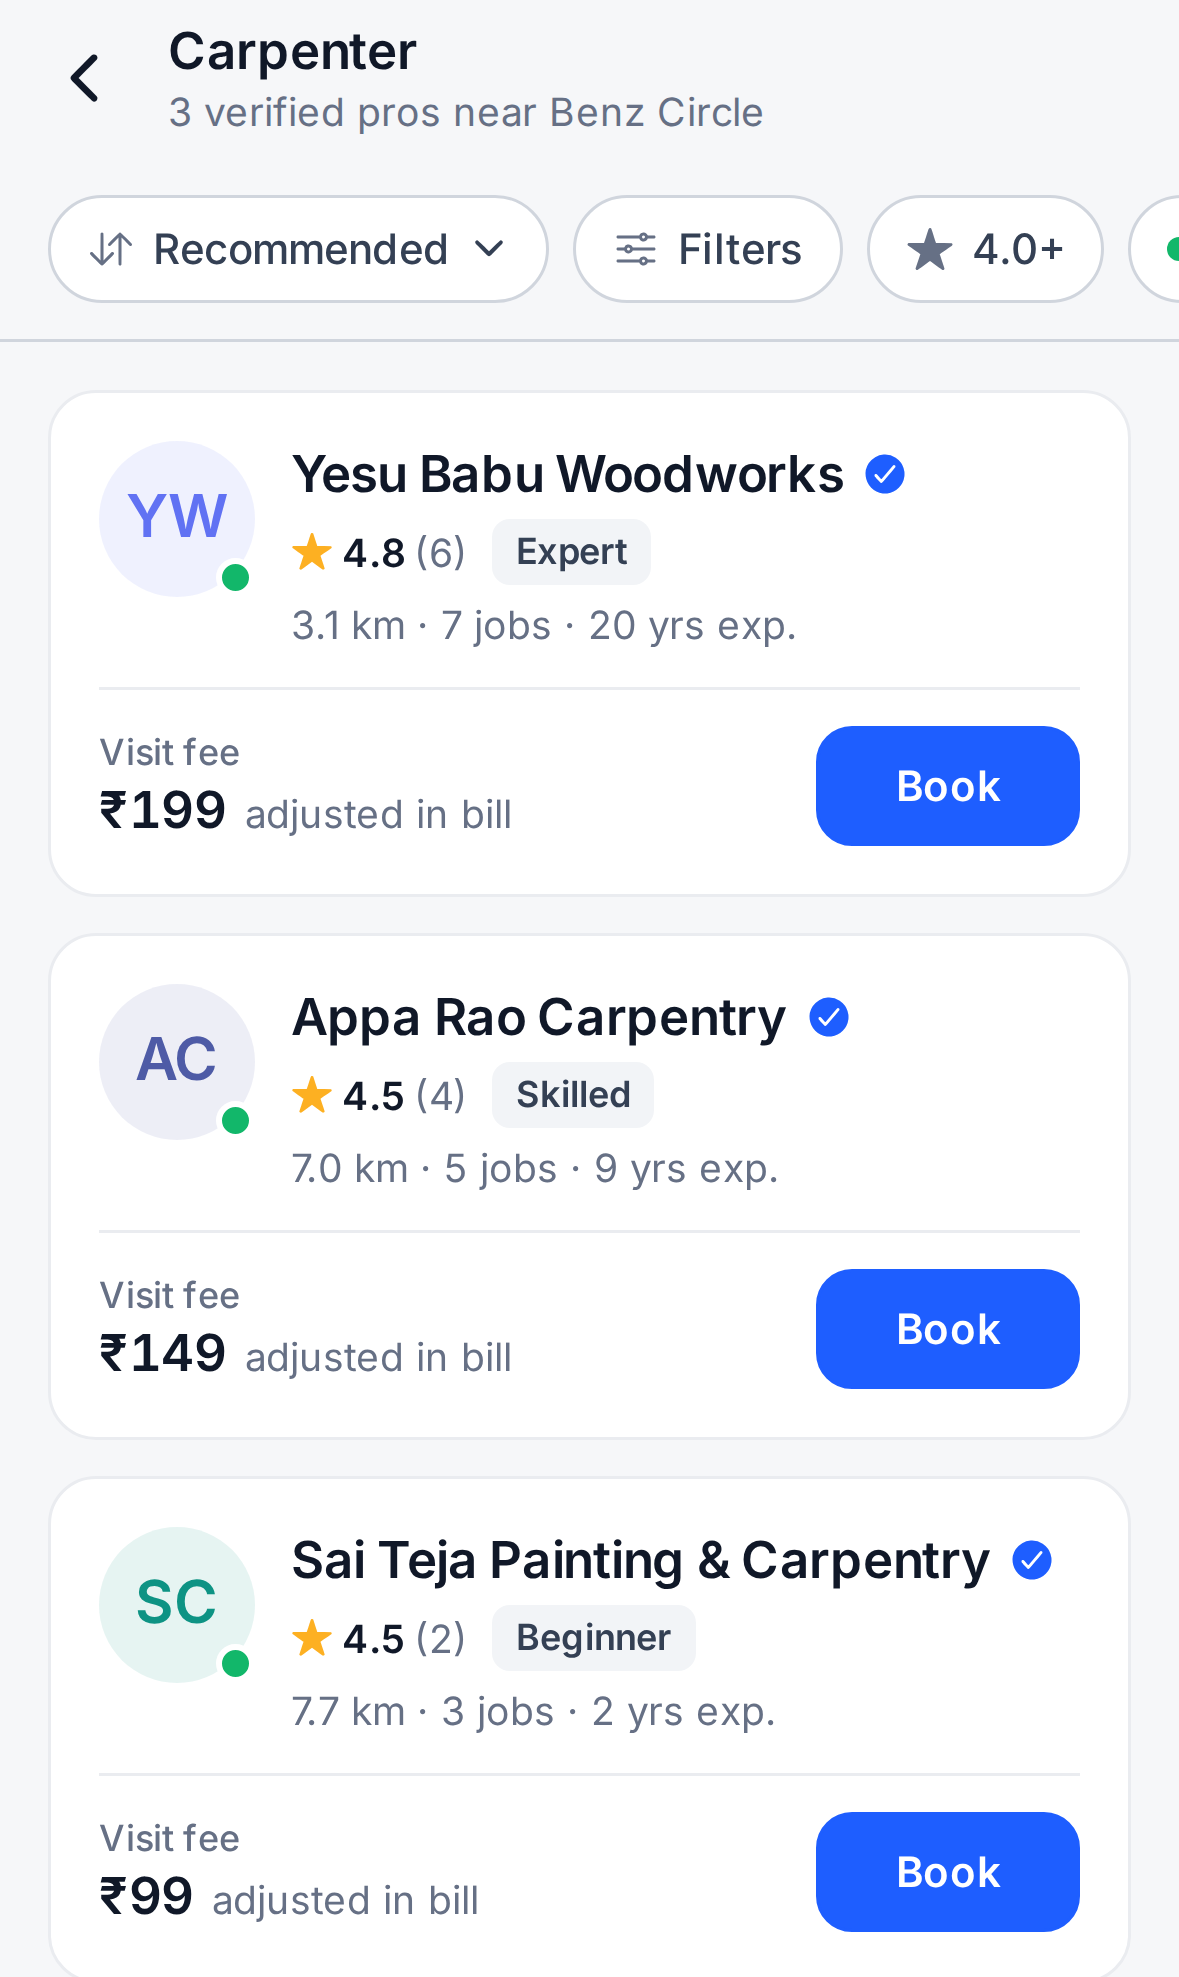 Carpenter
3 verified pros near Benz Circle
Recommended Filters 4.0+
YW
Yesu Babu Woodworks
4.8 (6) Expert
3.1 km · 7 jobs · 20 yrs exp.
Visit fee
₹199 adjusted in bill
Book
AC
Appa Rao Carpentry
4.5 (4) Skilled
7.0 km · 5 jobs · 9 yrs exp.
Visit fee
₹149 adjusted in bill
Book
SC
Sai Teja Painting & Carpentry
4.5 (2) Beginner
7.7 km · 3 jobs · 2 yrs exp.
Visit fee
₹99 adjusted in bill
Book